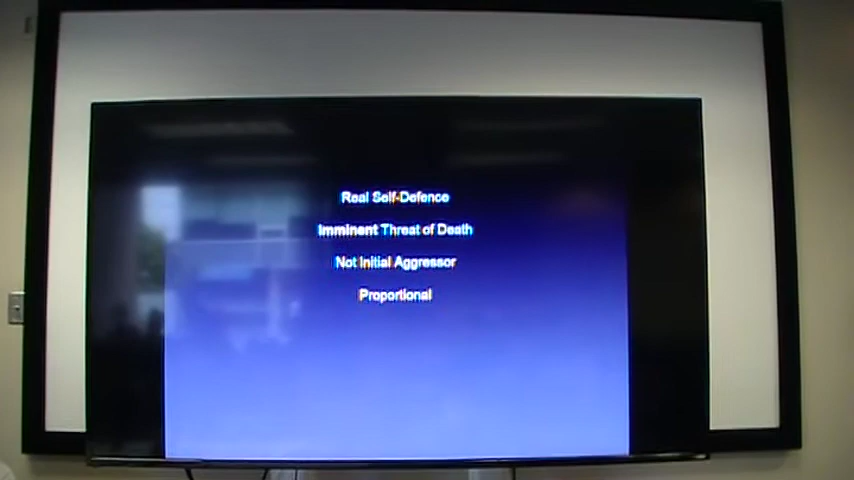 Real Self-Defence
Imminent Threat of Death
Not Initial Aggressor
Proportional